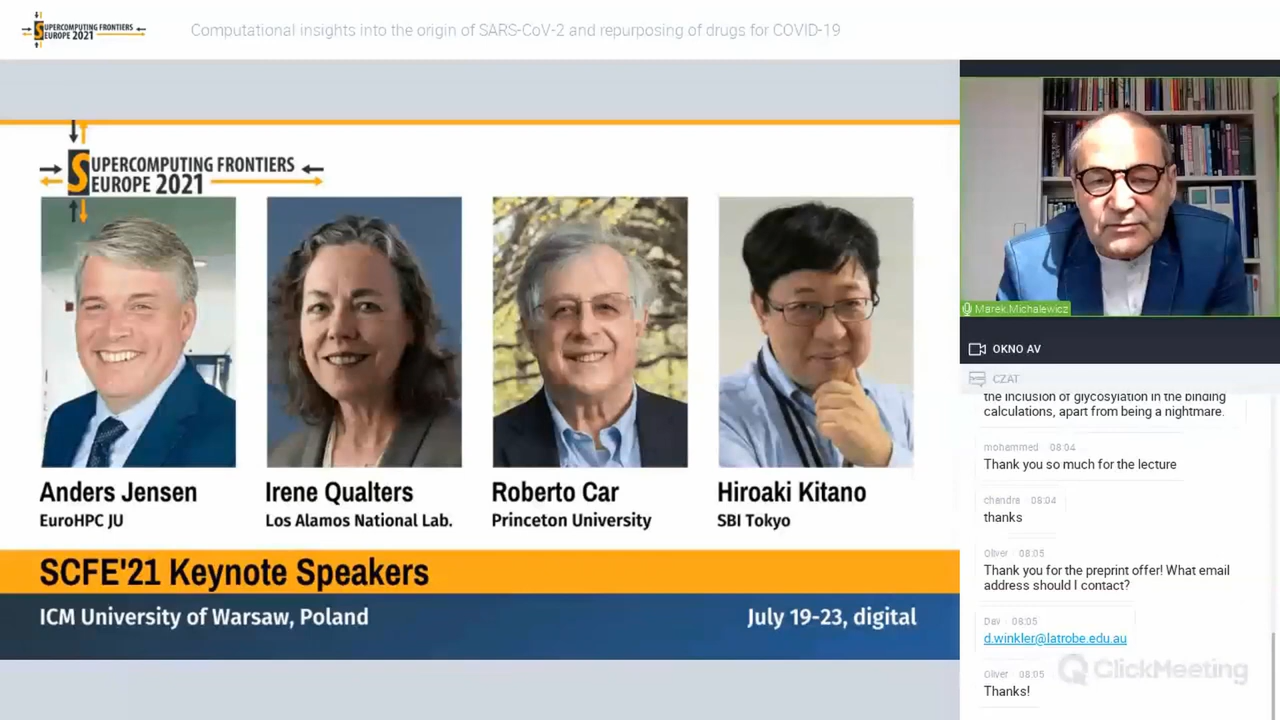 SUPERCOMPUTING FRONTIERS
EUROPE 2021
Computational insights into the origin of SARS-CoV-2 and repurposing of drugs for COVID-19
SUPERCOMPUTING FRONTIERS
EUROPE 2021
Anders Jensen
EuroHPC JU
Irene Qualters
Los Alamos National Lab.
Roberto Car
Princeton University
Hiroaki Kitano
SBI Tokyo
SCFE'21 Keynote Speakers
ICM University of Warsaw, Poland
July 19-23, digital
Marek.Michalewicz
OKNO AV
CZAT
the inclusion of glycosylation in the binding
calculations, apart from being a nightmare.
mohammed 08:04
Thank you so much for the lecture
chandra 08:04
thanks
Oliver 08:05
Thank you for the preprint offer! What email
address should I contact?
Dav 08:05
d.winkler@latrobe.edu.au
ClickMeeting
Oliver 08:05
Thanks!